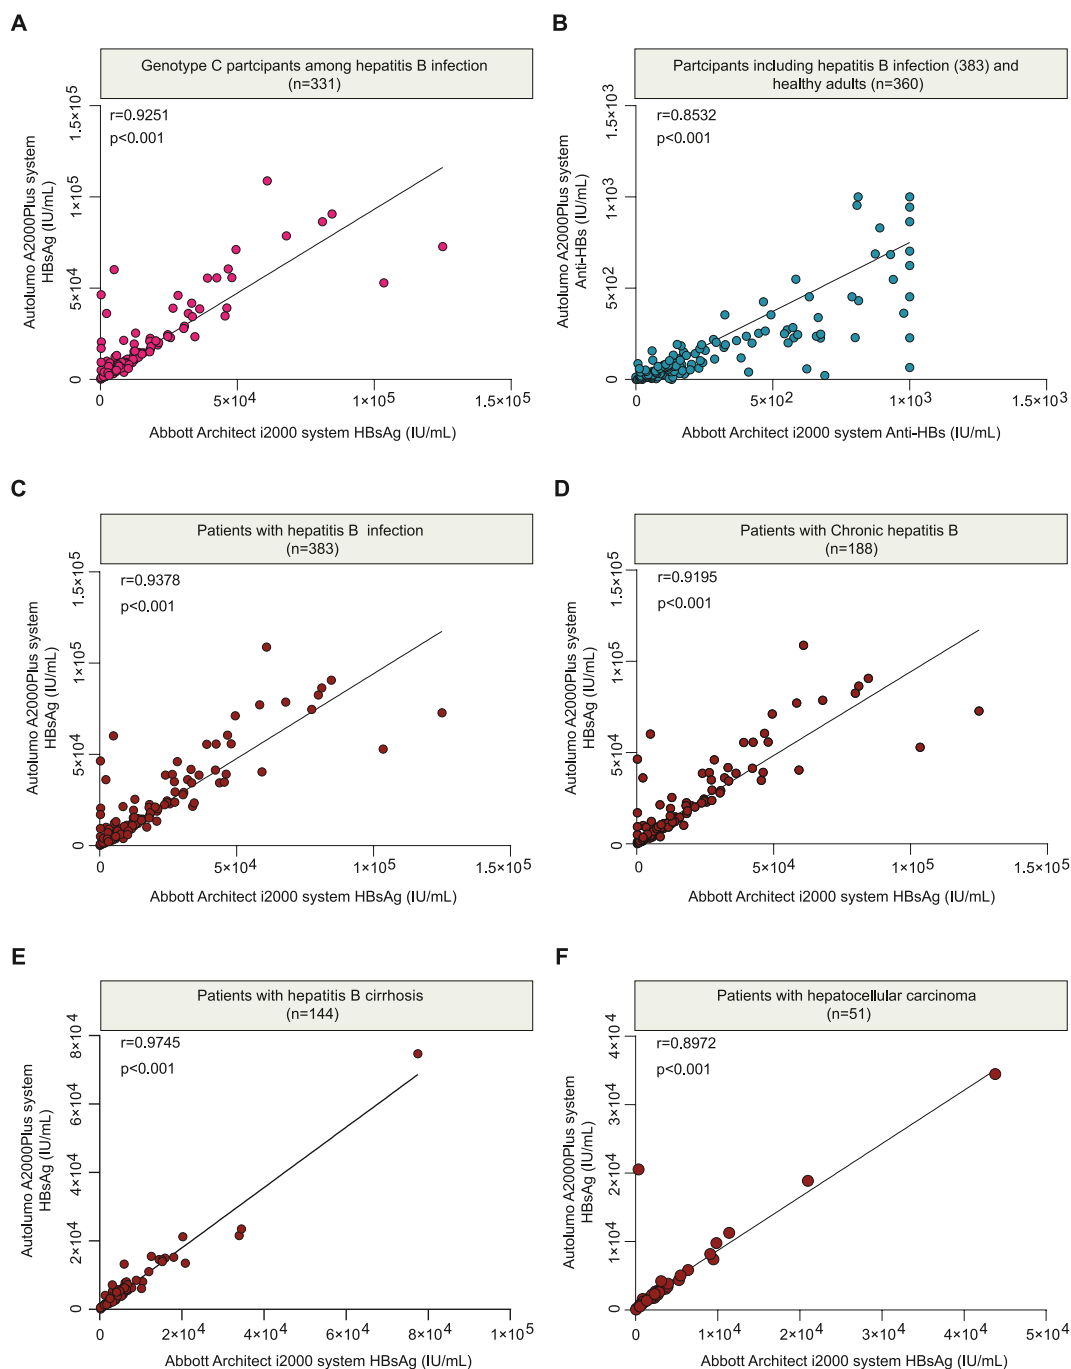 A
Genotype C partcipants among hepatitis B infection
(n=331)
r=0.9251
p<0.001
Autolumo A2000Plus system
HBsAg (IU/mL)
1.5×10⁵
1×10⁵
5×10⁴
0
0
5×10⁴
1×10⁵
1.5×10⁵
Abbott Architect i2000 system HBsAg (IU/mL)
B
Partcipants including hepatitis B infection (383) and
healthy adults (n=360)
r=0.8532
p<0.001
Autolumo A2000Plus system
Anti-HBs (IU/mL)
1.5×10³
1×10³
5×10²
0
0
5×10²
1×10³
1.5×10³
Abbott Architect i2000 system Anti-HBs (IU/mL)
C
Patients with hepatitis B infection
(n=383)
r=0.9378
p<0.001
Autolumo A2000Plus system
HBsAg (IU/mL)
1.5×10⁵
1×10⁵
5×10⁴
0
0
5×10⁴
1×10⁵
1.5×10⁵
Abbott Architect i2000 system HBsAg (IU/mL)
D
Patients with Chronic hepatitis B
(n=188)
r=0.9195
p<0.001
Autolumo A2000Plus system
HBsAg (IU/mL)
1.5×10⁵
1×10⁵
5×10⁴
0
0
5×10⁴
1×10⁵
1.5×10⁵
Abbott Architect i2000 system HBsAg (IU/mL)
E
Patients with hepatitis B cirrhosis
(n=144)
r=0.9745
p<0.001
Autolumo A2000Plus system
HBsAg (IU/mL)
8×10⁴
6×10⁴
4×10⁴
2×10⁴
0
0
2×10⁴
4×10⁴
6×10⁴
8×10⁴
1×10⁵
Abbott Architect i2000 system HBsAg (IU/mL)
F
Patients with hepatocellular carcinoma
(n=51)
r=0.8972
p<0.001
Autolumo A2000Plus system
HBsAg (IU/mL)
4×10⁴
3×10⁴
2×10⁴
1×10⁴
0
0
1×10⁴
2×10⁴
3×10⁴
4×10⁴
5×10⁴
Abbott Architect i2000 system HBsAg (IU/mL)